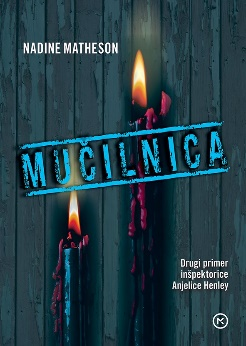 NADINE MATHESON
MUČILNICA
Drugi primer
inšpektorice
Anjelice Henley